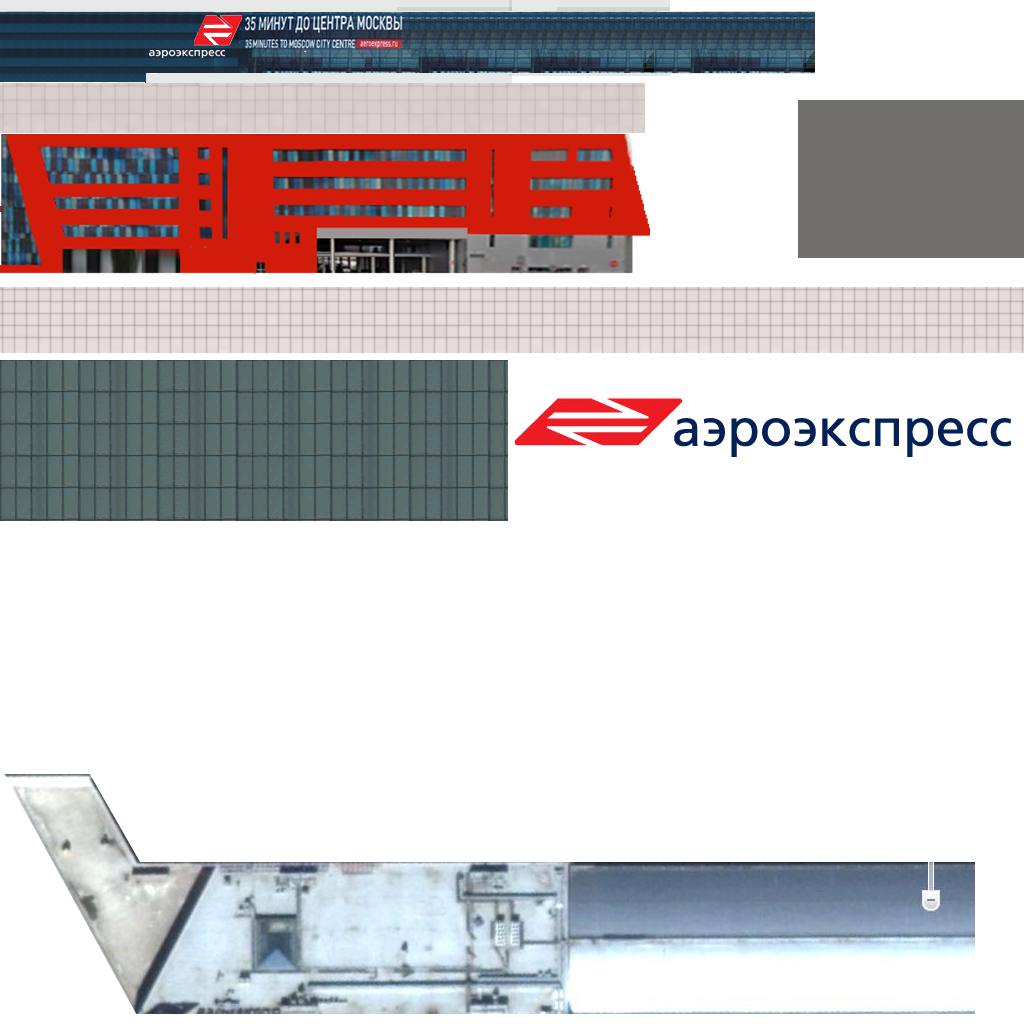 35 МИНУТ ДО ЦЕНТРА МОСКВЫ
аэроэкспресс
35 MINUTES TO MOSCOW CITY CENTRE aeroexpress.ru
аэроэкспресс